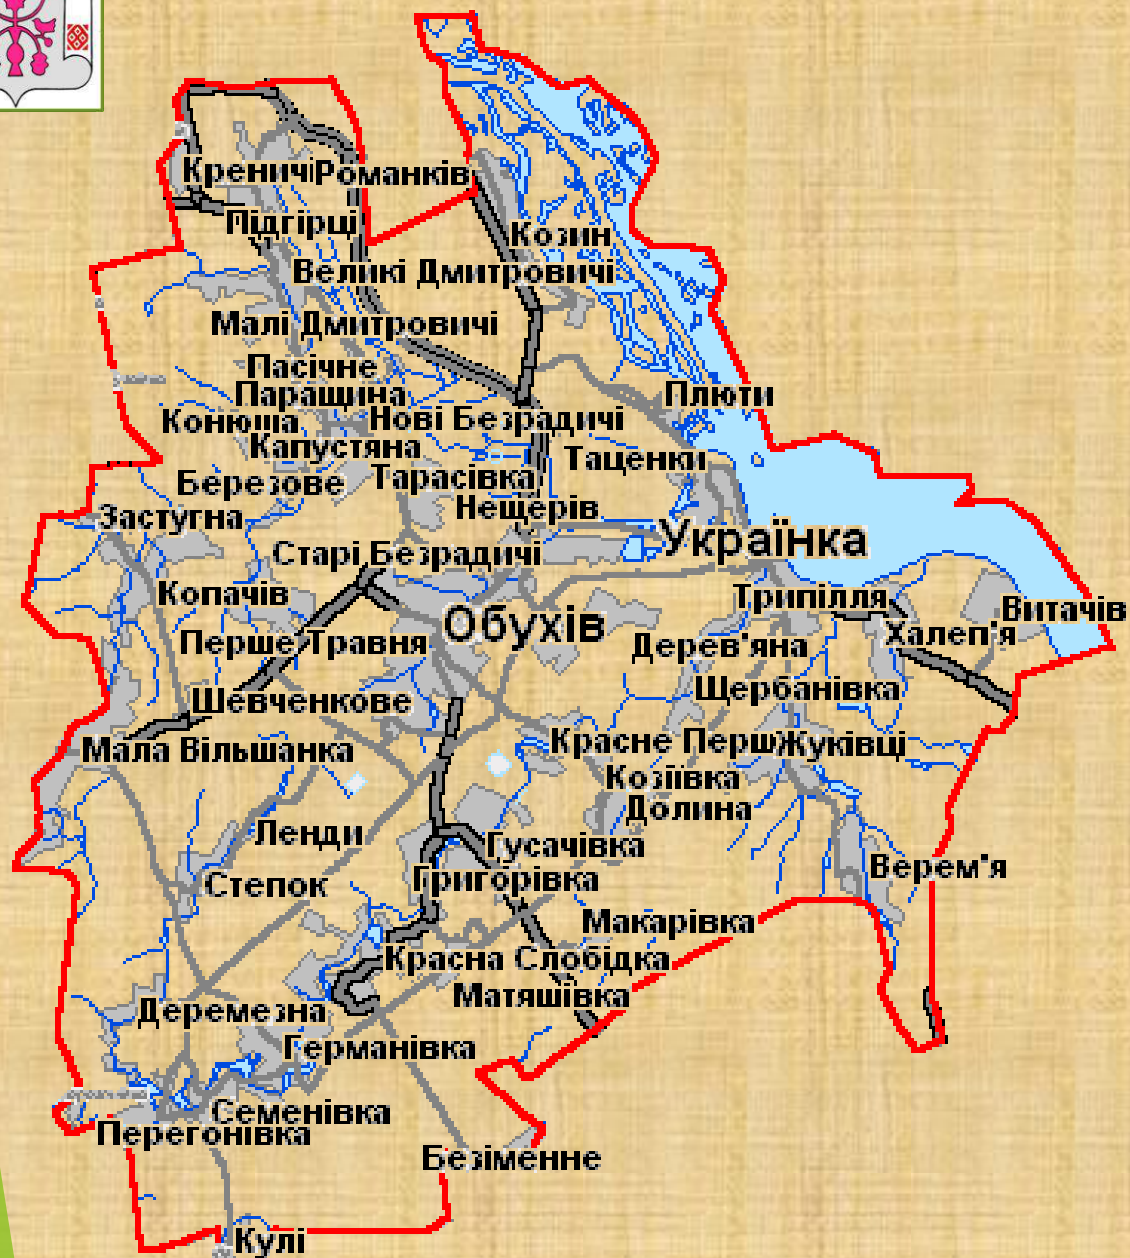 Креничі Романків
Підгірці
Козин
Великі Дмитровичі
Малі Дмитровичі
Пасічне
Паращина
Плюти
Конюша
Нові Безрадичі
Капустяна
Таценки
Тарасівка
Березове
Нещерів
Застугна
Українка
Старі Безрадичі
Копачів
Трипілля
Витачів
Обухів
Халеп'я
Перше Травня
Дерев'яна
Щербанівка
Шевченкове
Мала Вільшанка
Красне Перш
Жуківці
Козіївка
Долина
Ленди
Гусачівка
Верем'я
Григорівка
Степок
Макарівка
Красна Слобідка
Матяшівка
Деремезна
Германівка
Семенівка
Перегонівка
Безіменне
Кулі